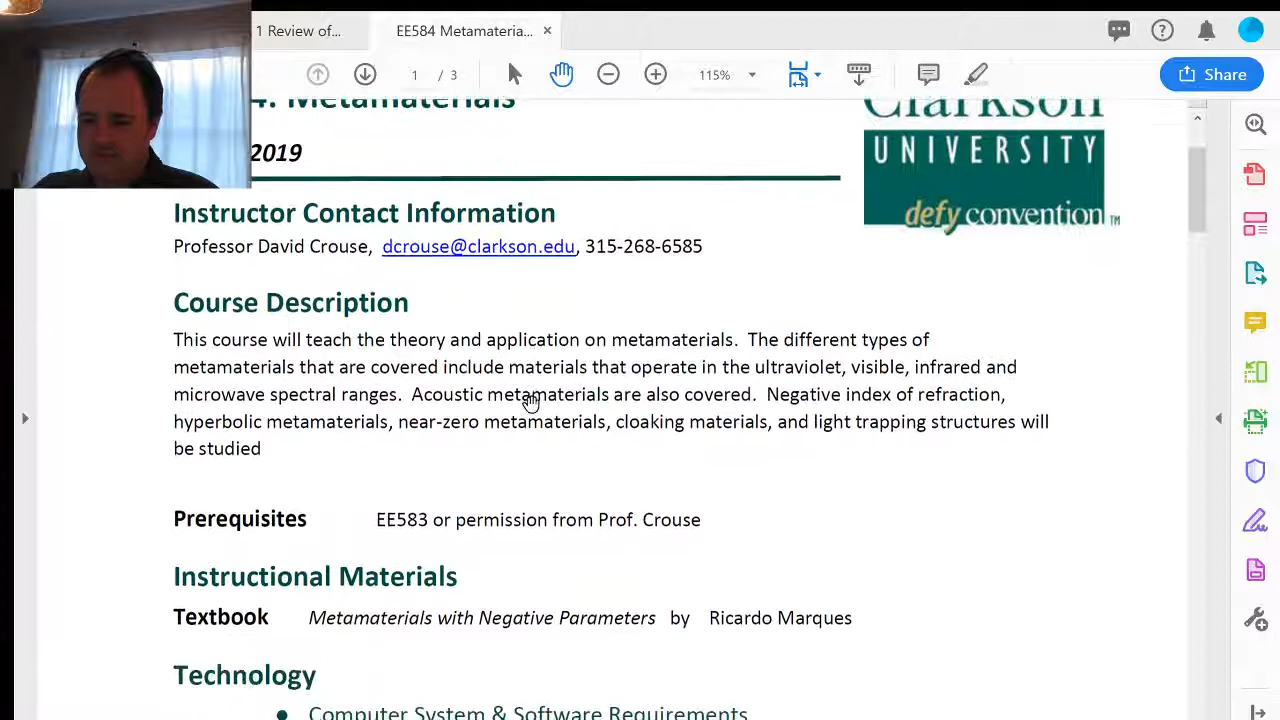 1 Review of...
EE584 Metamateria...
1 / 3
115%
Share
Metamaterials
2019
Clarkson
UNIVERSITY
defy convention™
Instructor Contact Information
Professor David Crouse, dcrouse@clarkson.edu, 315-268-6585
Course Description
This course will teach the theory and application on metamaterials. The different types of
metamaterials that are covered include materials that operate in the ultraviolet, visible, infrared and
microwave spectral ranges. Acoustic metamaterials are also covered. Negative index of refraction,
hyperbolic metamaterials, near-zero metamaterials, cloaking materials, and light trapping structures will
be studied
Prerequisites EE583 or permission from Prof. Crouse
Instructional Materials
Textbook Metamaterials with Negative Parameters by Ricardo Marques
Technology
● Computer System & Software Requirements